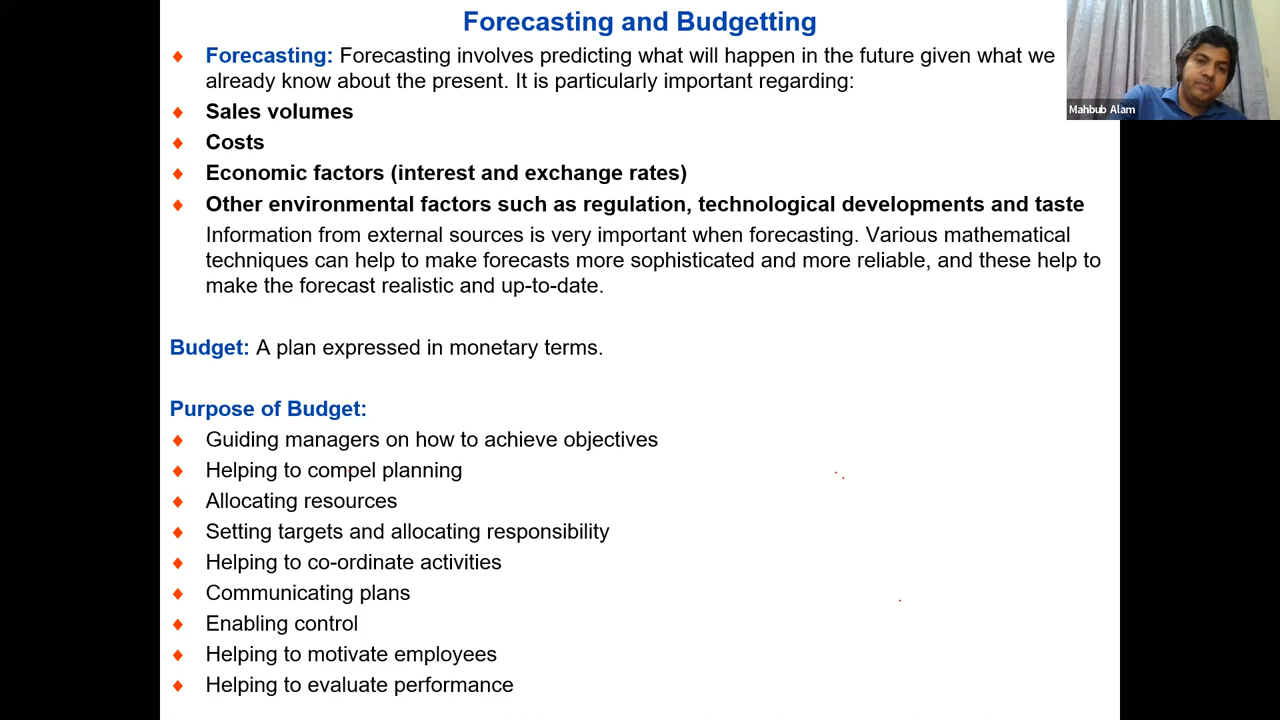 Forecasting and Budgetting
Forecasting: Forecasting involves predicting what will happen in the future given what we
already know about the present. It is particularly important regarding:
Sales volumes
Costs
Economic factors (interest and exchange rates)
Other environmental factors such as regulation, technological developments and taste
Information from external sources is very important when forecasting. Various mathematical
techniques can help to make forecasts more sophisticated and more reliable, and these help to
make the forecast realistic and up-to-date.
Budget: A plan expressed in monetary terms.
Purpose of Budget:
Guiding managers on how to achieve objectives
Helping to compel planning
Allocating resources
Setting targets and allocating responsibility
Helping to co-ordinate activities
Communicating plans
Enabling control
Helping to motivate employees
Helping to evaluate performance
Mahbub Alam